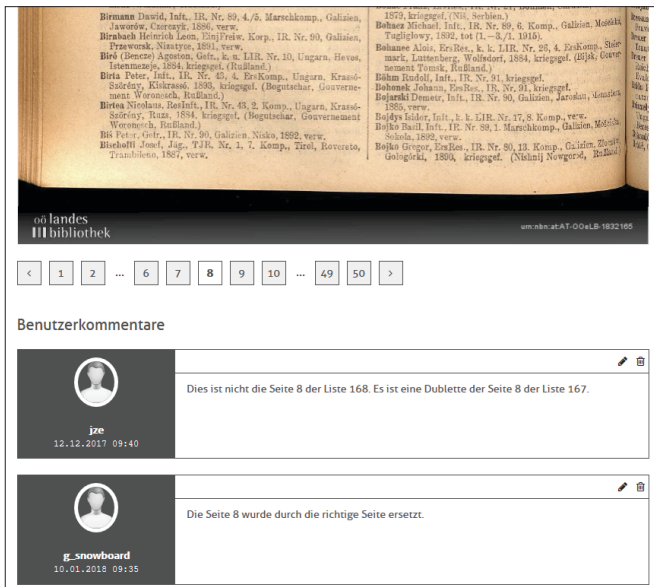 Birmann Dawid, Inft., IR. Nr. 89, 4./5. Marschkomp., Galizien,
Jaworów, Czerczyk, 1886, verw.
Birnbach Heinrich Leon, EinjFreiw. Korp., IR. Nr. 90, Galizien,
Przeworsk, Nizatyce, 1891, verw.
Biró (Bencze) Agoston, Gefr., k. u. LIR. Nr. 10, Ungarn, Heves,
Istenmezeje, 1884, kriegsgef. (Rußland.)
Birta Peter, Inft., IR. Nr. 43, 4. ErsKomp., Ungarn, Krassó-
Szörény, Kiskrassó, 1893, kriegsgef. (Begutschar, Gouverne-
ment Woronesch, Rußland.)
Birtea Nicolaus, ResInft., IR. Nr. 43, 2. Komp., Ungarn, Krassó-
Szörény, Ruzs, 1884, kriegsgef. (Begutschar, Gouvernement
Woronesch, Rußland.)
Biś Peter, Gefr., IR. Nr. 90, Galizien, Nisko, 1892, verw.
Bischofli Josef, Jäg., TJR. Nr. 1, 7. Komp., Tirol, Rovereto,
Trambileno, 1887, verw.
1879, kriegsgef. (Niš, Serbien.)
Bohacz Michael, Inft., IR. Nr. 89, 6. Komp., Galizien, Mościski,
Tuligłowy, 1892, tot (1.—3./1. 1915).
Bohanec Alois, ErsRes., k. k. LIR. Nr. 26, 4. ErsKomp., Steier-
mark, Luttenberg, Wolfsdorf, 1884, kriegsgef. (Bijsk, Gouver-
nement Tomsk, Rußland.)
Böhm Rudolf, Inft., IR. Nr. 91, kriegsgef.
Bohonek Johann, ErsRes., IR. Nr. 91, kriegsgef.
Bojarski Demetr, Inft., IR. Nr. 90, Galizien, Jaroslau,
1885, verw.
Bojdys Isidor, Inft., k. k. LIR. Nr. 17, 8. Komp., verw.
Bojko Basil, Inft., IR. Nr. 89, 1. Marschkomp., Galizien,
Sokola, 1892, verw.
Bojko Gregor, ErsRes., IR. Nr. 80, 13. Komp., Galizien, Złoczów,
Gologórki, 1890, kriegsgef. (Nishnij Nowgorod, Rußland.)
oö landes
bibliothek
urn:nbn:at:AT-OOeLB-1832165
< 1 2 ... 6 7 8 9 10 ... 49 50 >
Benutzerkommentare
Dies ist nicht die Seite 8 der Liste 168. Es ist eine Dublette der Seite 8 der Liste 167.
jze
12.12.2017 09:40
Die Seite 8 wurde durch die richtige Seite ersetzt.
g_snowboard
10.01.2018 09:35